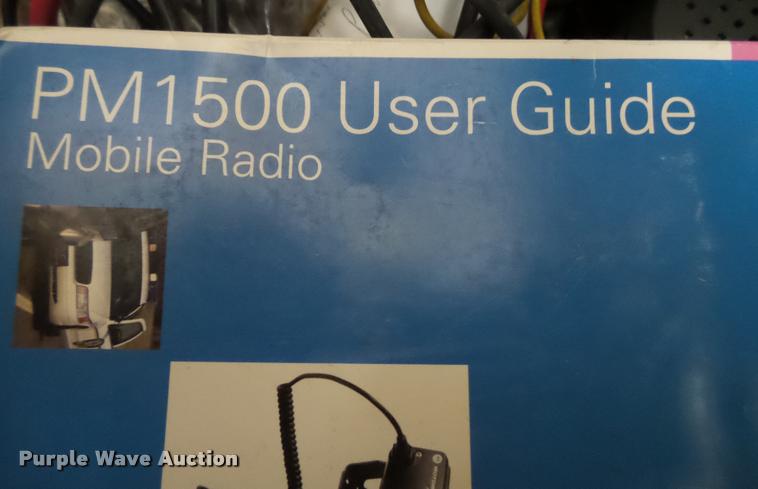 PM1500 User Guide
Mobile Radio
Purple Wave Auction